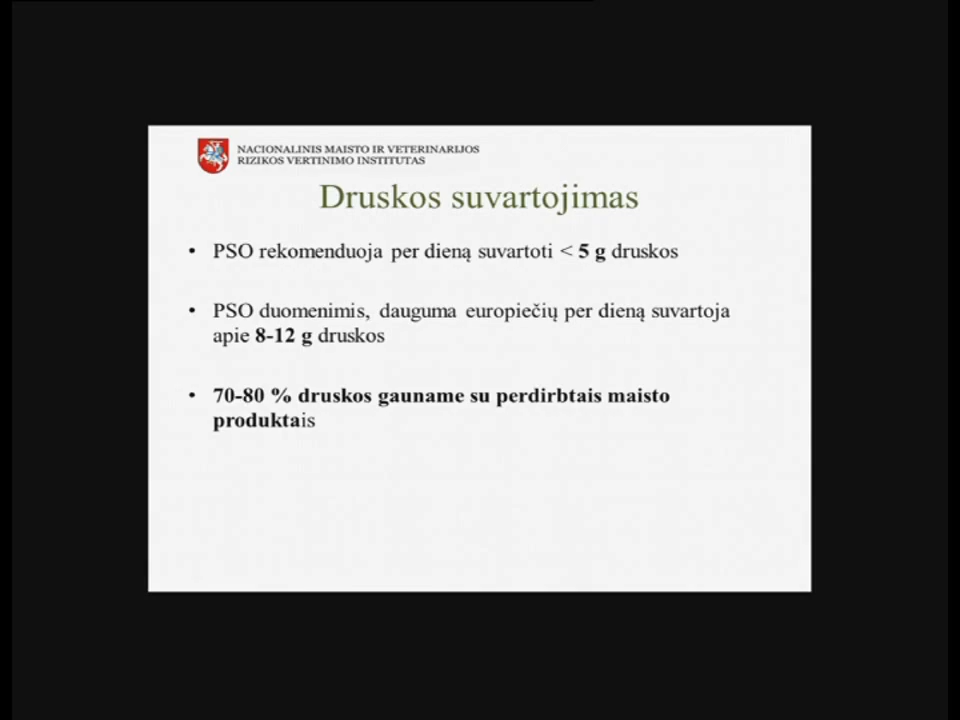 NACIONALINIS MAISTO IR VETERINARIJOS
RIZIKOS VERTINIMO INSTITUTAS
Druskos suvartojimas
• PSO rekomenduoja per dieną suvartoti < 5 g druskos
• PSO duomenimis, dauguma europiečių per dieną suvartoja
apie 8-12 g druskos
• 70-80 % druskos gauname su perdirbtais maisto
produktais